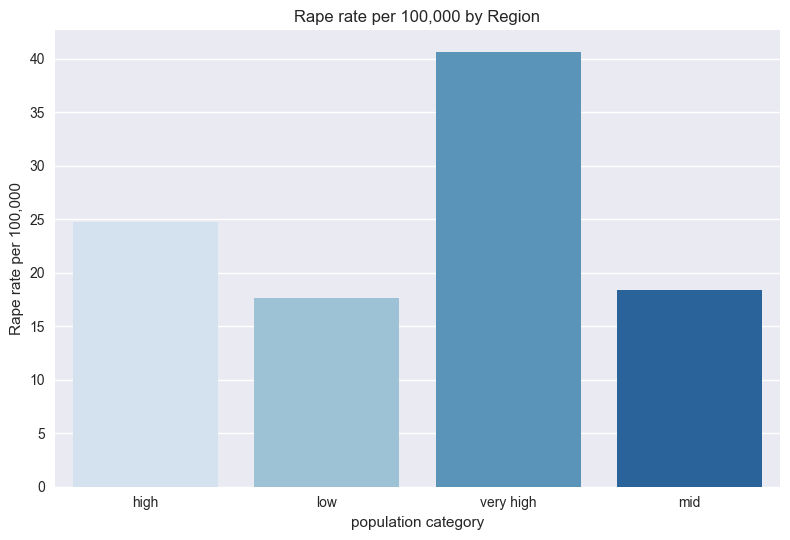 Rape rate per 100,000 by Region
Rape rate per 100,000
40
35
30
25
20
15
10
5
0
high low very high mid
population category